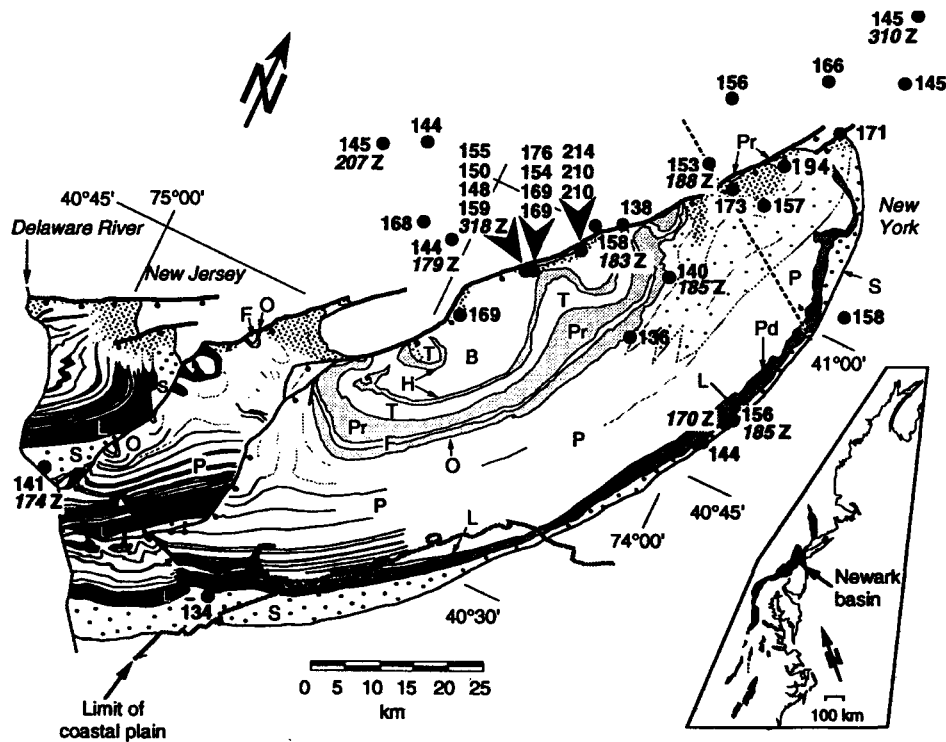 145
310 Z
166
145
156
171
Pr
153
188 Z
194
173
157
144
145
207 Z
155
150
148
159
318 Z
176
154
169
169
214
210
210
138
158
183 Z
168
144
179 Z
40°45'
75°00'
Delaware River
New Jersey
New
York
N
F
O
169
T
140
185 Z
P
S
158
Pr
136
T
B
H
T
Pr
Pd
41°00'
L
F
O
P
170 Z
156
185 Z
144
S
S
O
P
P
141
174 Z
L
74°00'
40°45'
134
S
40°30'
Newark
basin
N
100 km
0 5 10 15 20 25
km
Limit of
coastal plain